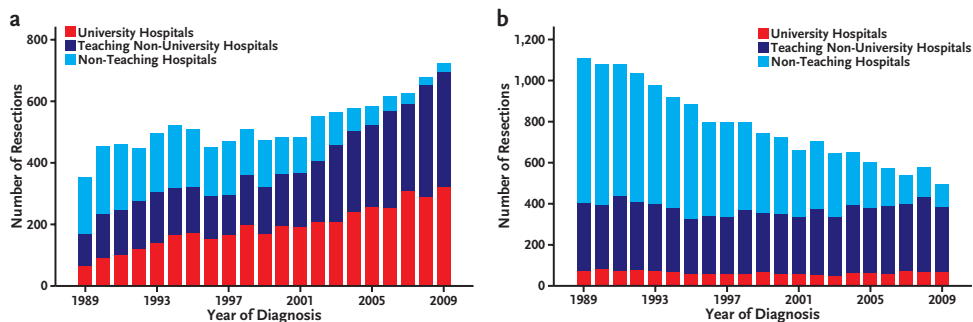 a
University Hospitals
Teaching Non-University Hospitals
Non-Teaching Hospitals
800
600
400
200
0
Number of Resections
1989 1993 1997 2001 2005 2009
Year of Diagnosis
b
University Hospitals
Teaching Non-University Hospitals
Non-Teaching Hospitals
1,200
1,000
800
600
400
200
0
Number of Resections
1989 1993 1997 2001 2005 2009
Year of Diagnosis